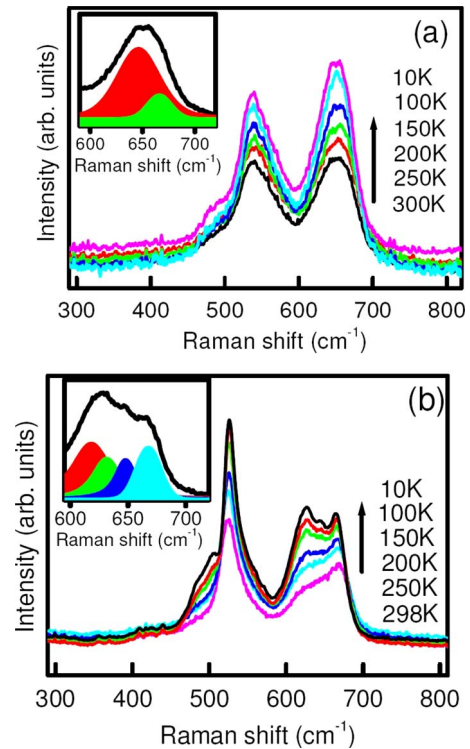 (a)
600 650 700
Raman shift (cm-1)
Intensity (arb. units)
10K
100K
150K
200K
250K
300K
300 400 500 600 700 800
Raman shift (cm-1)
(b)
600 650 700
Raman shift (cm-1)
Intensity (arb. units)
10K
100K
150K
200K
250K
298K
300 400 500 600 700 800
Raman shift (cm-1)